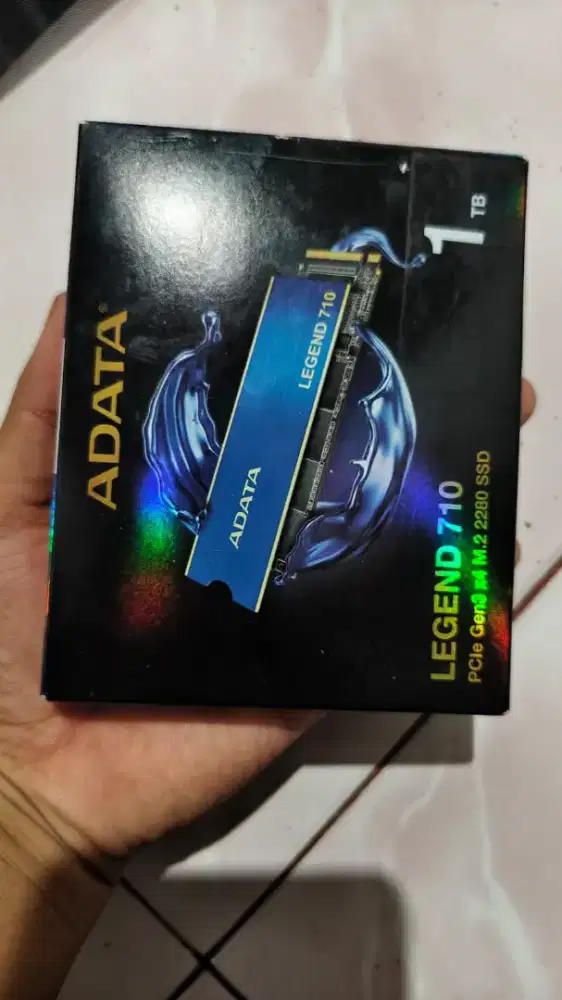 ADATA®
1 TB
ADATA LEGEND 710
LEGEND 710
PCIe Gen3 x4 M.2 2280 SSD